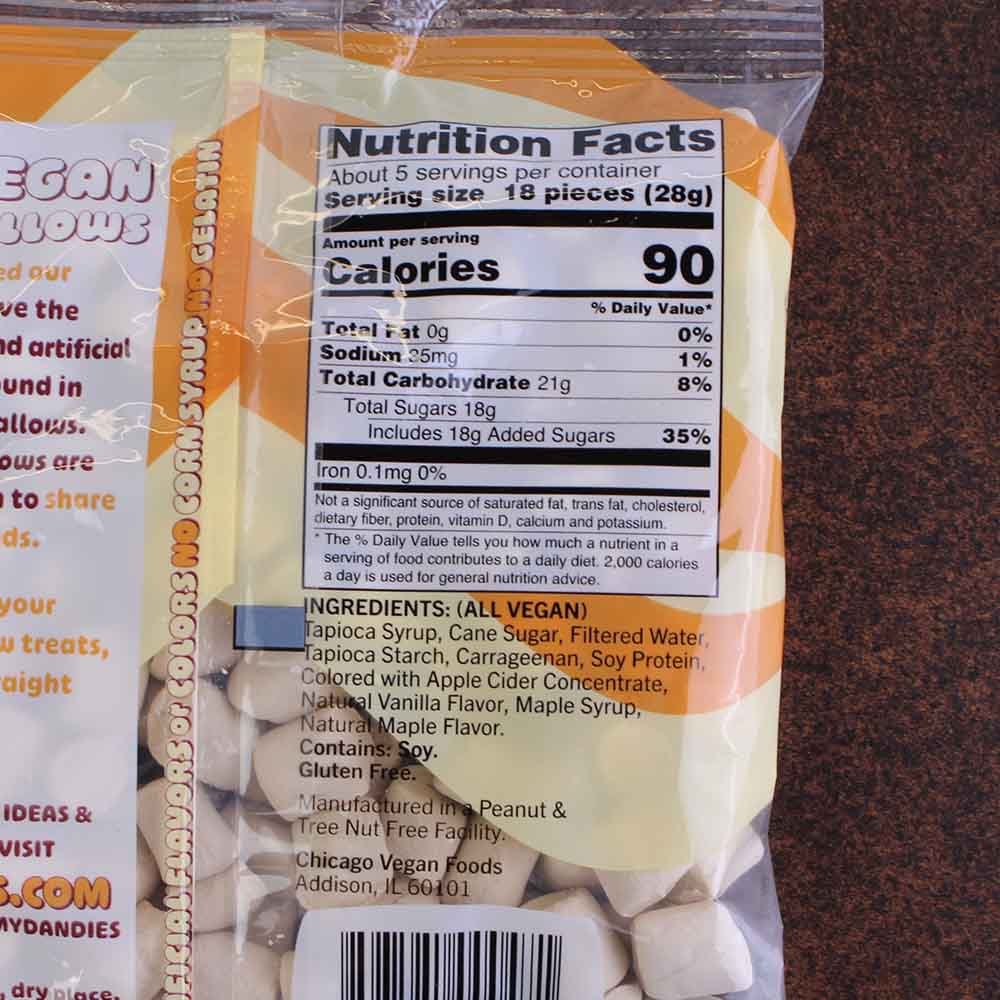 EGAN
LLOWS
ed our
ve the
nd artificial
ound in
allows.
ows are
n to share
ds.
your
w treats,
raight
IDEAS &
VISIT
S.COM
MYDANDIES
, dry place.
FICIAL FLAVORS or COLORS NO CORN SYRUP NO GELATIN
Nutrition Facts
About 5 servings per container
Serving size 18 pieces (28g)
Amount per serving
Calories 90
% Daily Value*
Total Fat 0g 0%
Sodium 35mg 1%
Total Carbohydrate 21g 8%
Total Sugars 18g
Includes 18g Added Sugars 35%
Iron 0.1mg 0%
Not a significant source of saturated fat, trans fat, cholesterol,
dietary fiber, protein, vitamin D, calcium and potassium.
* The % Daily Value tells you how much a nutrient in a
serving of food contributes to a daily diet. 2,000 calories
a day is used for general nutrition advice.
INGREDIENTS: (ALL VEGAN)
Tapioca Syrup, Cane Sugar, Filtered Water,
Tapioca Starch, Carrageenan, Soy Protein,
Colored with Apple Cider Concentrate,
Natural Vanilla Flavor, Maple Syrup,
Natural Maple Flavor.
Contains: Soy.
Gluten Free.
Manufactured in a Peanut &
Tree Nut Free Facility.
Chicago Vegan Foods
Addison, IL 60101